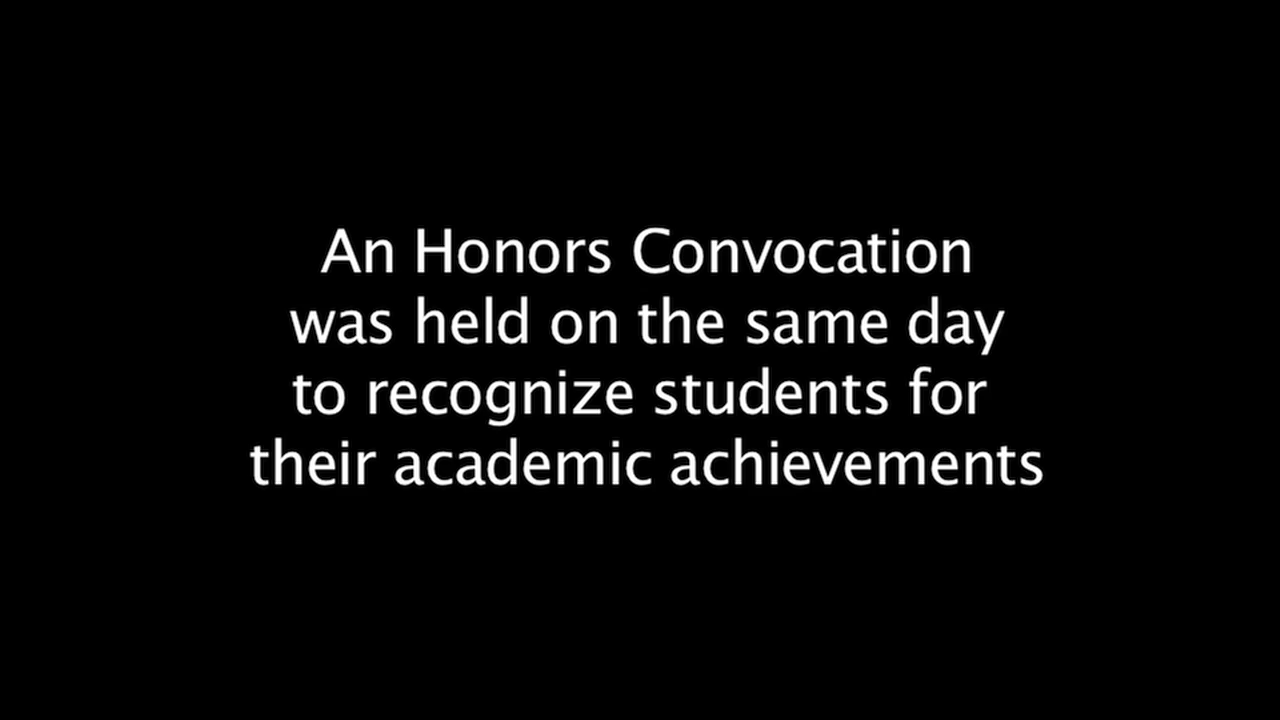 An Honors Convocation
was held on the same day
to recognize students for
their academic achievements